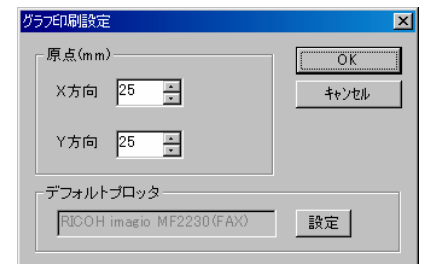 グラフ印刷設定
原点(mm)
X方向 25
Y方向 25
OK
キャンセル
デフォルトプロッタ
RICOH imagio MF2230(FAX)
設定